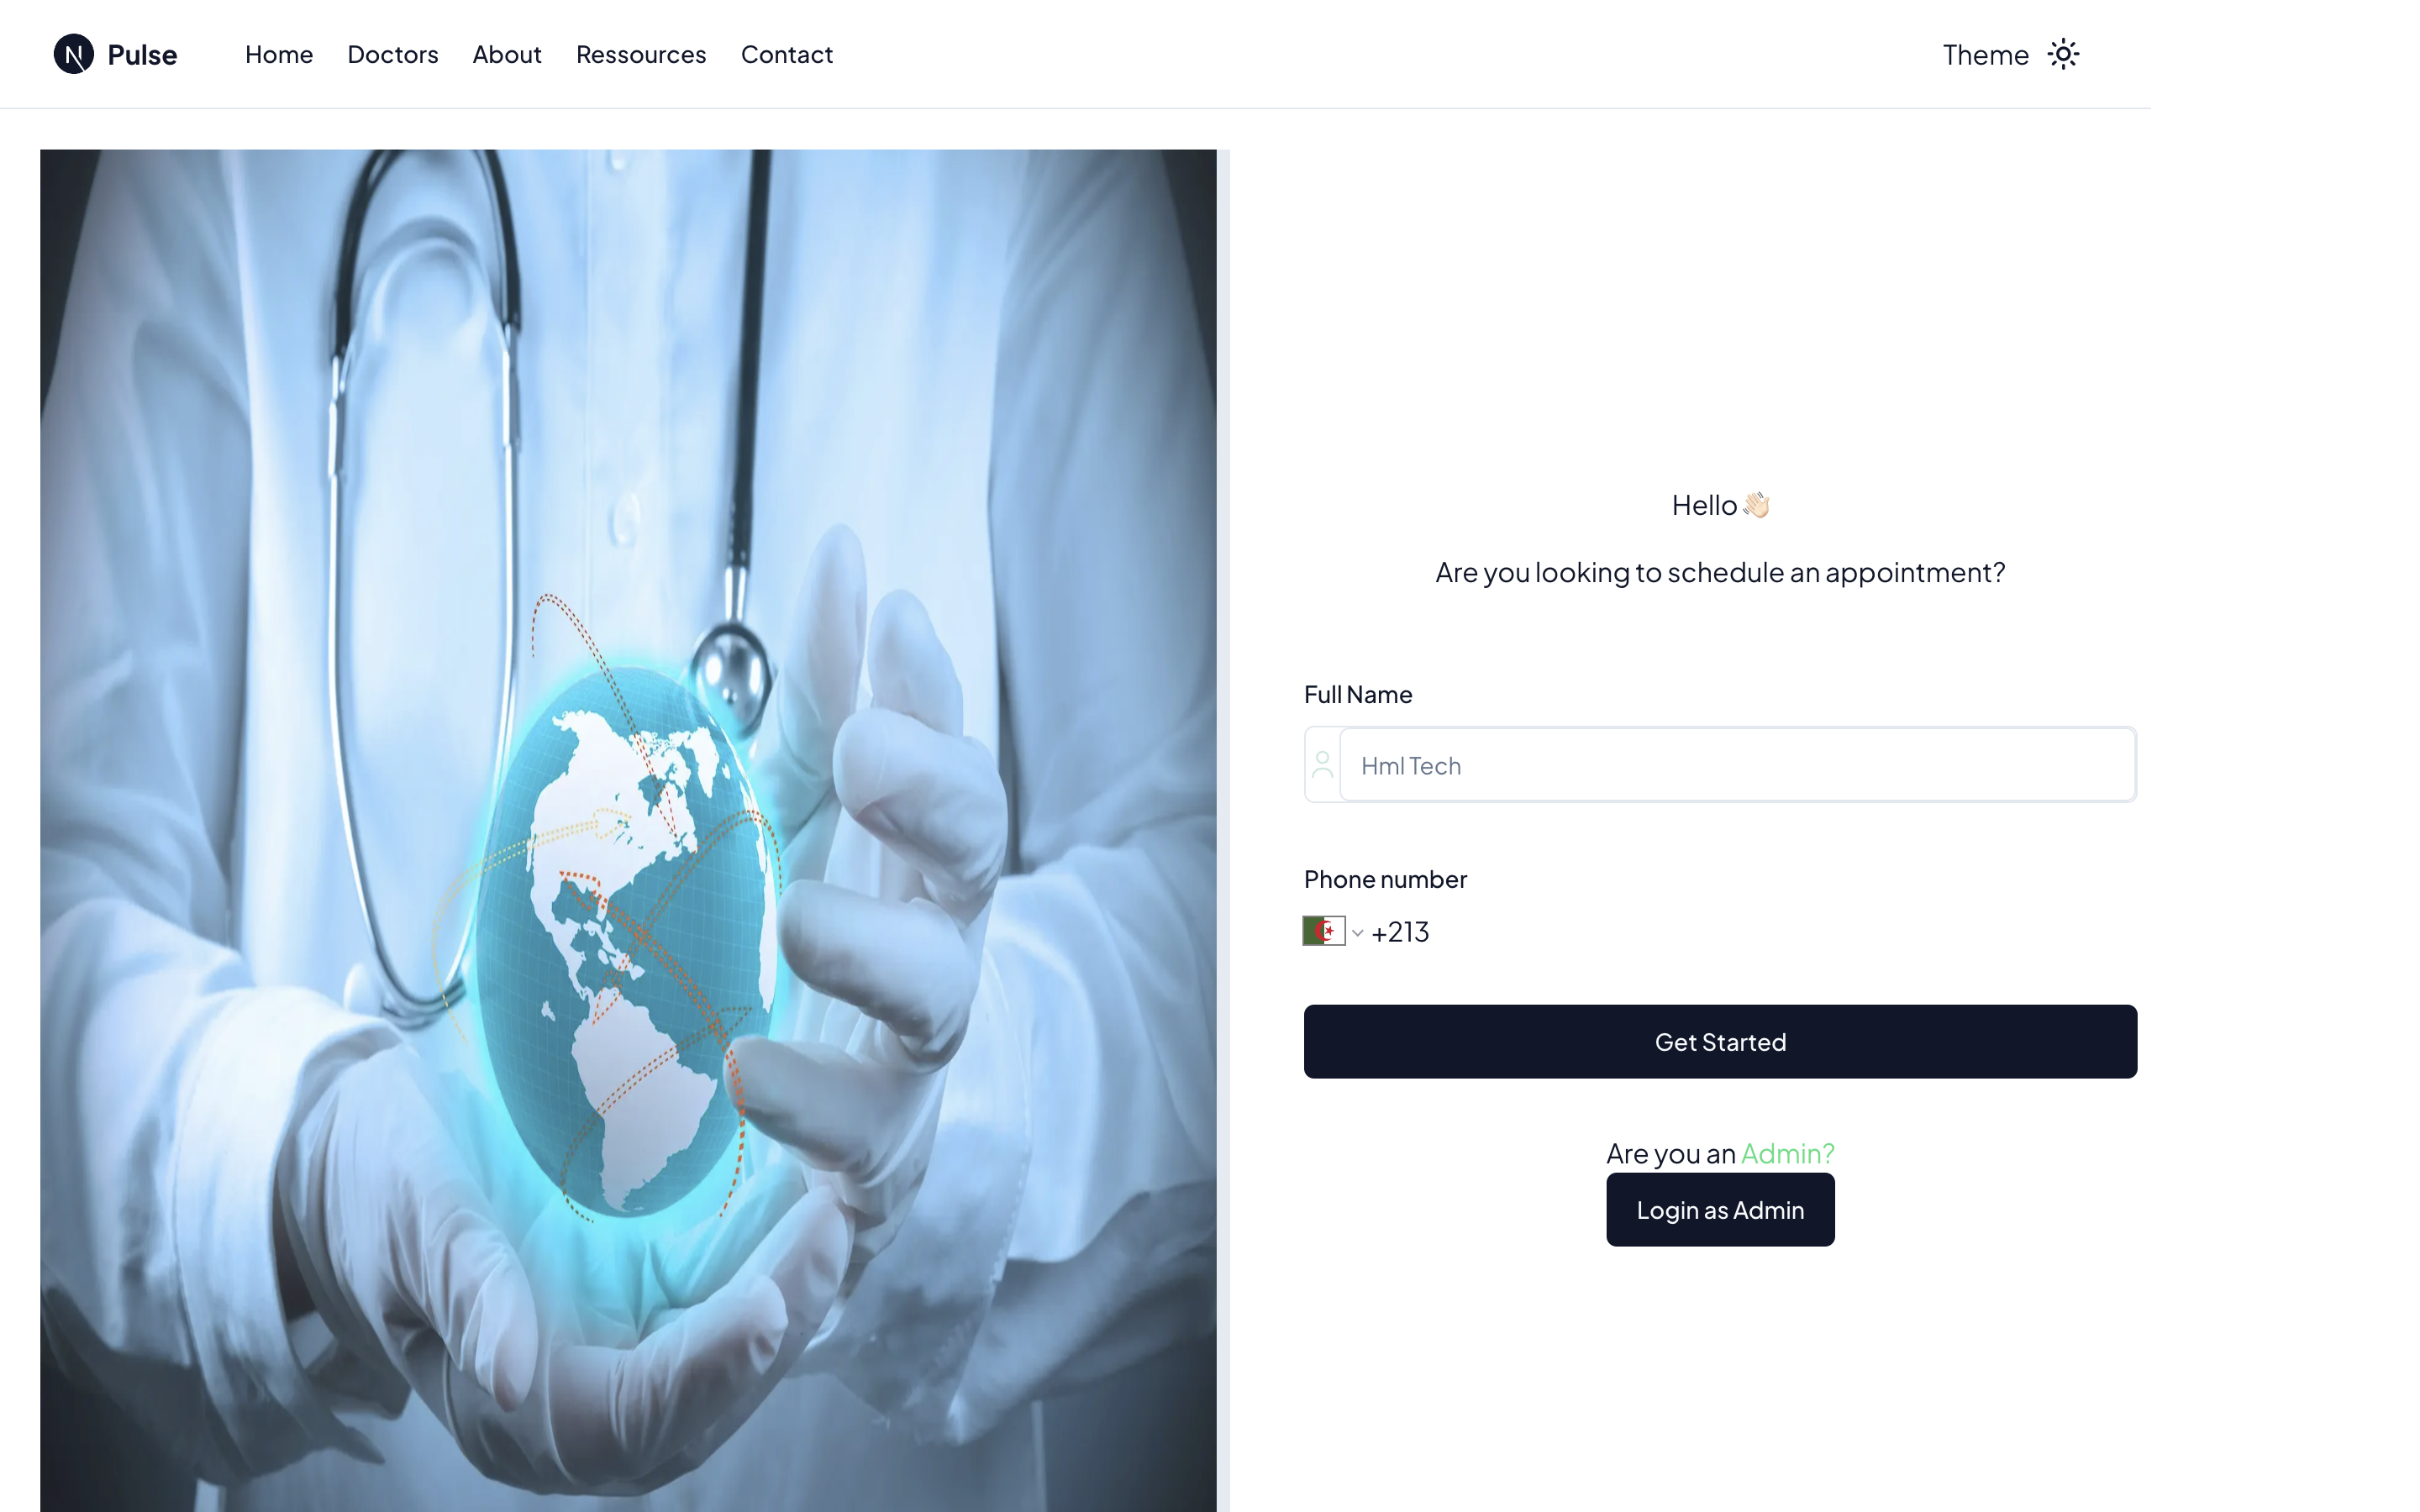 Pulse
Home
Doctors
About
Ressources
Contact
Theme
Hello 👋🏻
Are you looking to schedule an appointment?
Full Name
Hml Tech
Phone number
+213
Get Started
Are you an Admin?
Login as Admin